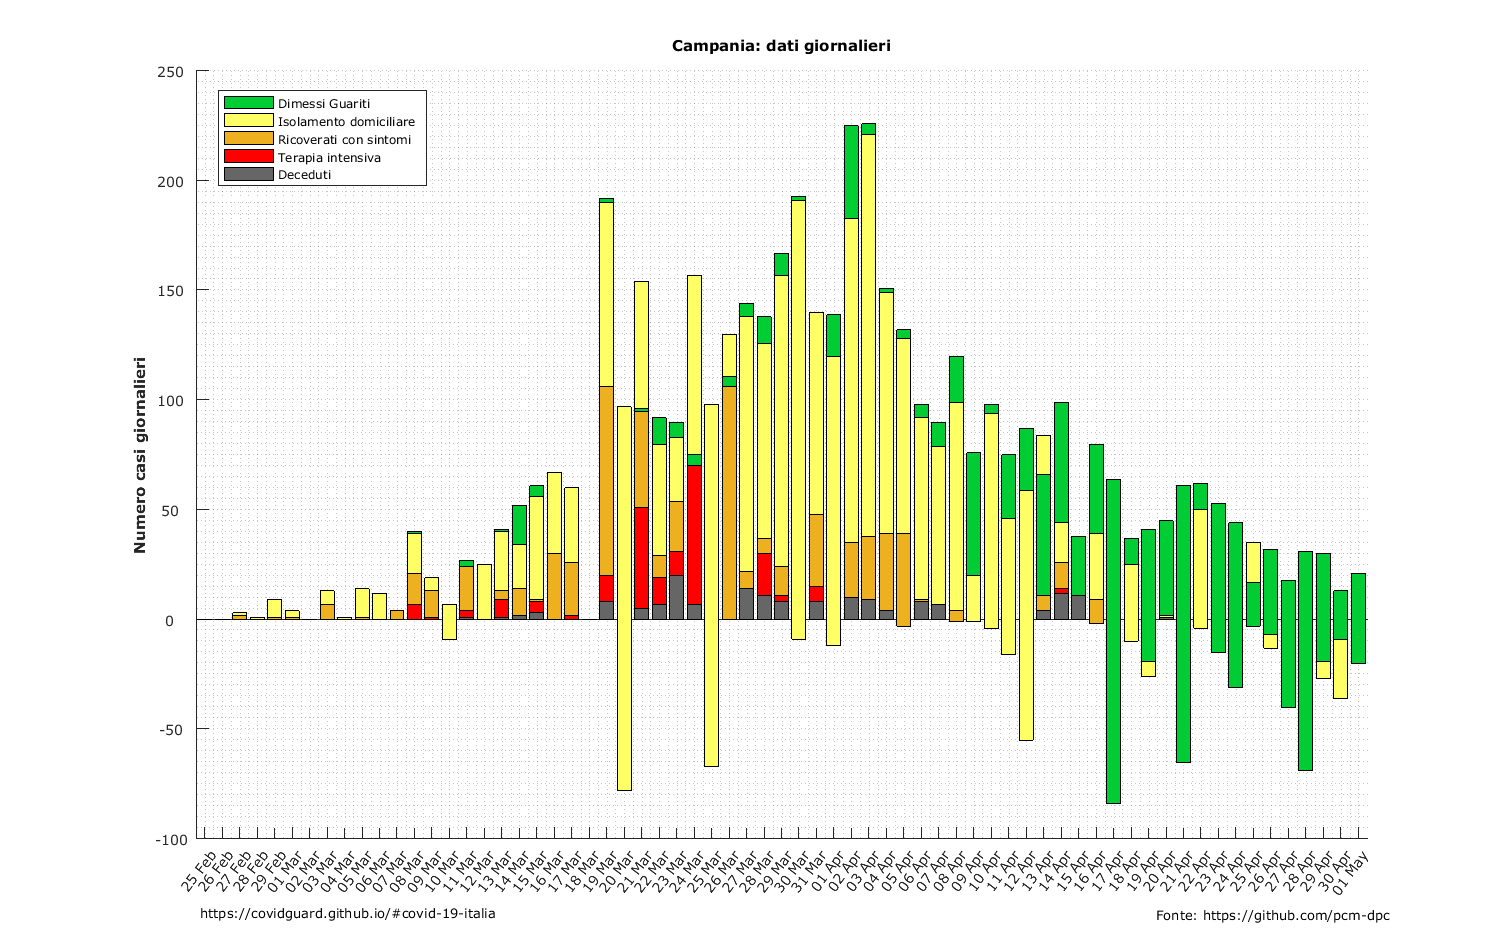 Campania: dati giornalieri
250
200
150
100
50
0
-50
-100
Numero casi giornalieri
Dimessi Guariti
Isolamento domiciliare
Ricoverati con sintomi
Terapia intensiva
Deceduti
25 Feb
26 Feb
27 Feb
28 Feb
29 Feb
01 Mar
02 Mar
03 Mar
04 Mar
05 Mar
06 Mar
07 Mar
08 Mar
09 Mar
10 Mar
11 Mar
12 Mar
13 Mar
14 Mar
15 Mar
16 Mar
17 Mar
18 Mar
19 Mar
20 Mar
21 Mar
22 Mar
23 Mar
24 Mar
25 Mar
26 Mar
27 Mar
28 Mar
29 Mar
30 Mar
31 Mar
01 Apr
02 Apr
03 Apr
04 Apr
05 Apr
06 Apr
07 Apr
08 Apr
09 Apr
10 Apr
11 Apr
12 Apr
13 Apr
14 Apr
15 Apr
16 Apr
17 Apr
18 Apr
19 Apr
20 Apr
21 Apr
22 Apr
23 Apr
24 Apr
25 Apr
26 Apr
27 Apr
28 Apr
29 Apr
30 Apr
01 May
https://covidguard.github.io/#covid-19-italia
Fonte: https://github.com/pcm-dpc